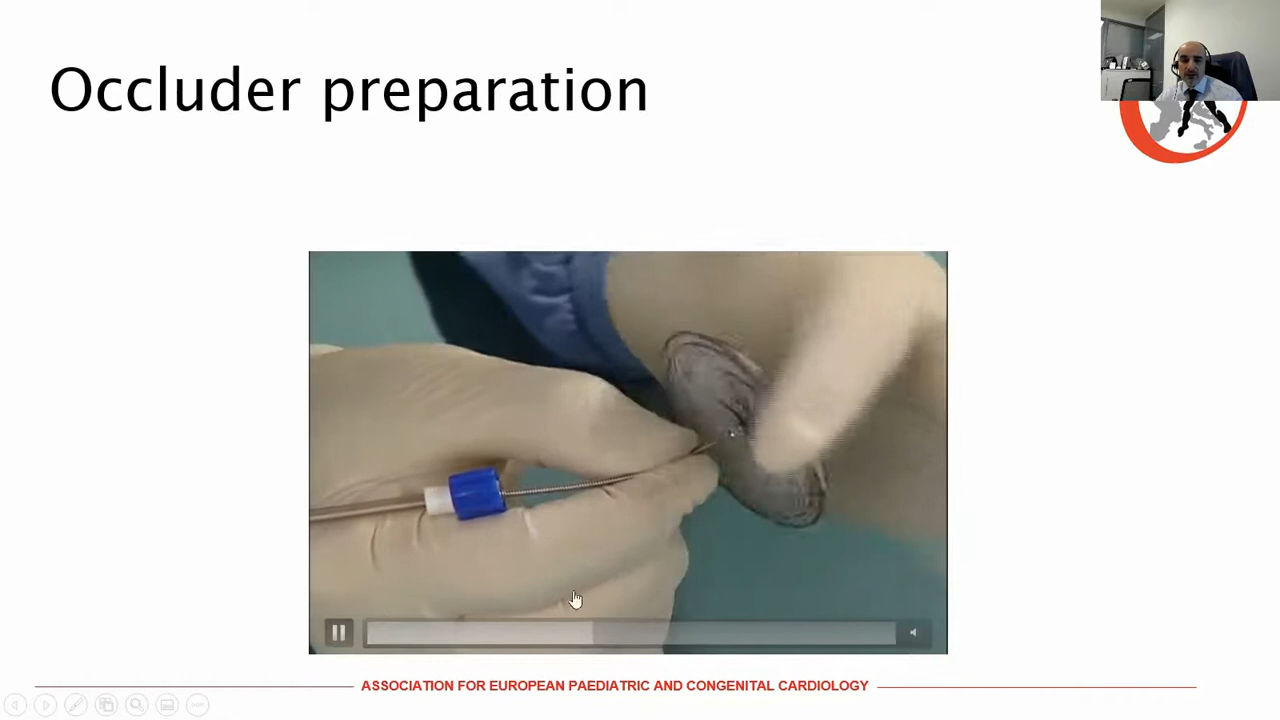 Occluder preparation
ASSOCIATION FOR EUROPEAN PAEDIATRIC AND CONGENITAL CARDIOLOGY